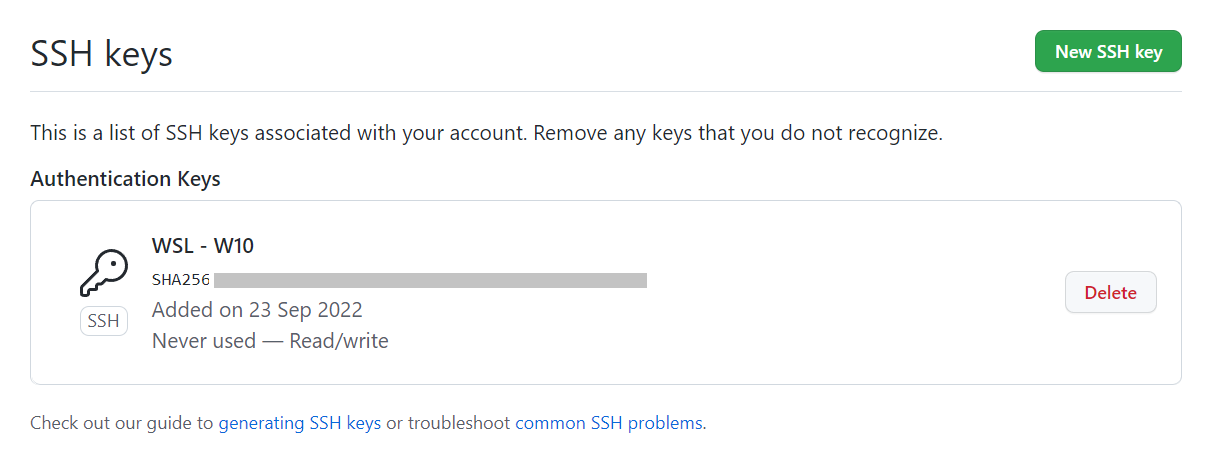 SSH keys
New SSH key
This is a list of SSH keys associated with your account. Remove any keys that you do not recognize.
Authentication Keys
WSL - W10
SHA256
Added on 23 Sep 2022
Never used — Read/write
SSH
Delete
Check out our guide to generating SSH keys or troubleshoot common SSH problems.